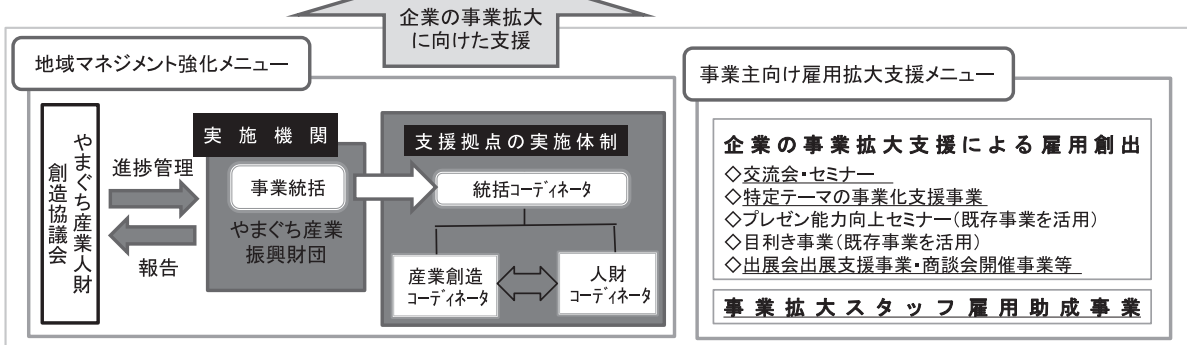 企業の事業拡大
に向けた支援
地域マネジメント強化メニュー
やまぐち産業人財
創造協議会
進捗管理
報告
実施機関
事業統括
やまぐち産業
振興財団
支援拠点の実施体制
統括コーディネータ
産業創造
コーディネータ
人財
コーディネータ
事業主向け雇用拡大支援メニュー
企業の事業拡大支援による雇用創出
◇交流会・セミナー
◇特定テーマの事業化支援事業
◇プレゼン能力向上セミナー(既存事業を活用)
◇目利き事業(既存事業を活用)
◇出展会出展支援事業・商談会開催事業等
事業拡大スタッフ雇用助成事業